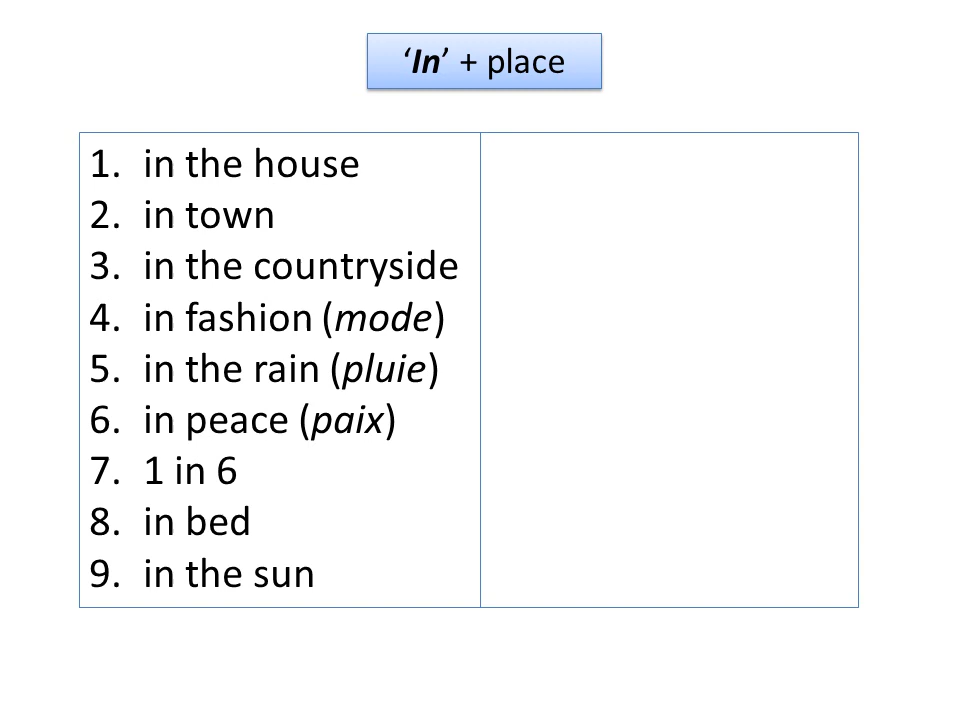 ‘In’ + place
1. in the house
2. in town
3. in the countryside
4. in fashion (mode)
5. in the rain (pluie)
6. in peace (paix)
7. 1 in 6
8. in bed
9. in the sun